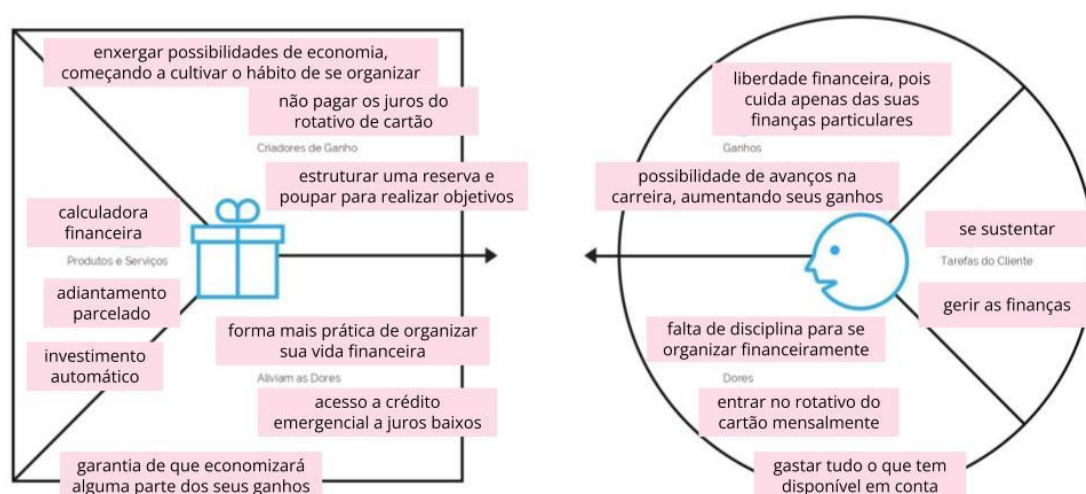 enxergar possibilidades de economia,
começando a cultivar o hábito de se organizar
não pagar os juros do
rotativo de cartão
Criadores de Ganho
estruturar uma reserva e
poupar para realizar objetivos
calculadora
financeira
Produtos e Serviços
adiantamento
parcelado
investimento
automático
forma mais prática de organizar
sua vida financeira
Aliviam as Dores
acesso a crédito
emergencial a juros baixos
garantia de que economizará
alguma parte dos seus ganhos
liberdade financeira, pois
cuida apenas das suas
finanças particulares
Ganhos
possibilidade de avanços na
carreira, aumentando seus ganhos
se sustentar
Tarefas do Cliente
gerir as finanças
falta de disciplina para se
organizar financeiramente
Dores
entrar no rotativo do
cartão mensalmente
gastar tudo o que tem
disponível em conta